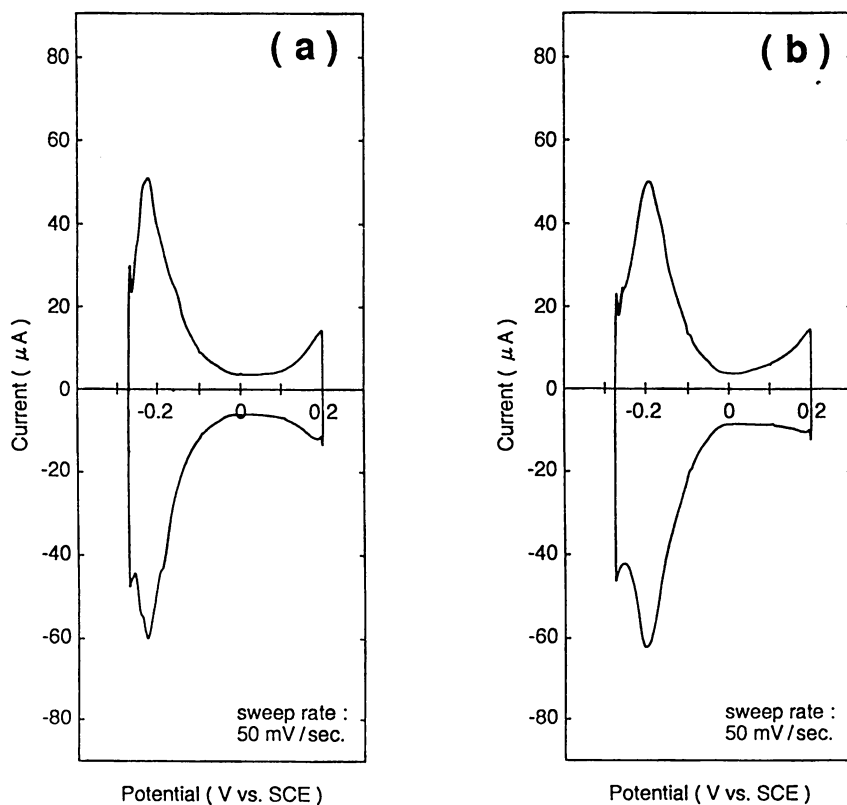 ( a )
80
60
40
20
0
-20
-40
-60
-80
-0.2
0
0.2
Current ( μA )
sweep rate :
50 mV/sec.
Potential ( V vs. SCE )
( b )
80
60
40
20
0
-20
-40
-60
-80
-0.2
0
0.2
Current ( μA )
sweep rate :
50 mV/sec.
Potential ( V vs. SCE )